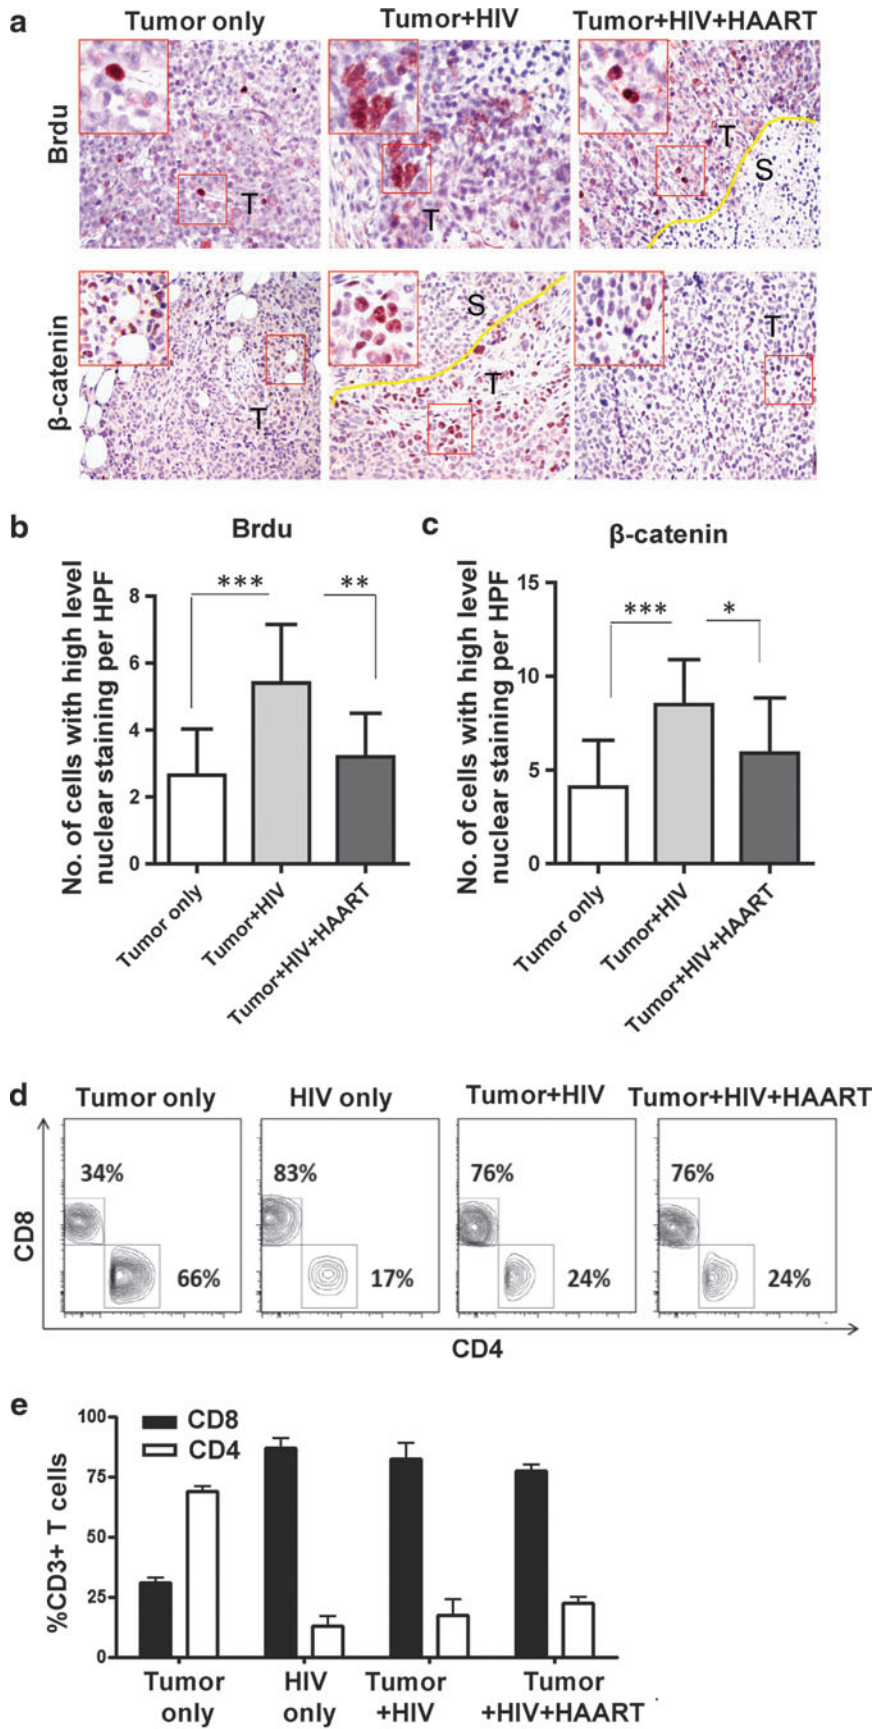 a
Tumor only
Tumor+HIV
Tumor+HIV+HAART
Brdu
T
T
T
S
β-catenin
T
S
T
T
b
Brdu
No. of cells with high level
nuclear staining per HPF
8
6
4
2
0
***
**
Tumor only
Tumor+HIV
Tumor+HIV+HAART
c
β-catenin
No. of cells with high level
nuclear staining per HPF
15
10
5
0
***
*
Tumor only
Tumor+HIV
Tumor+HIV+HAART
d
Tumor only
HIV only
Tumor+HIV
Tumor+HIV+HAART
CD8
34%
66%
83%
17%
76%
24%
76%
24%
CD4
e
%CD3+ T cells
100
75
50
25
0
CD8
CD4
Tumor
only
HIV
only
Tumor
+HIV
Tumor
+HIV+HAART